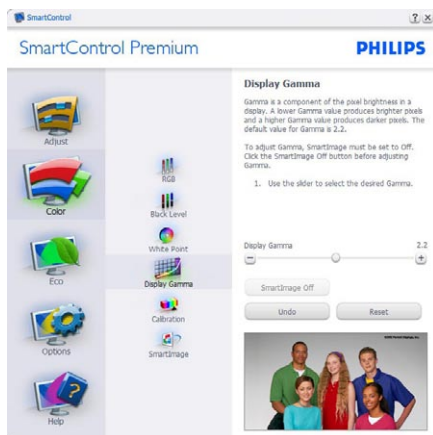 SmartControl
? ×
SmartControl Premium
PHILIPS
Adjust
Color
Eco
Options
Help
RGB
Black Level
White Point
Display Gamma
Calibration
SmartImage
Display Gamma
Gamma is a component of the pixel brightness in a
display. A lower Gamma value produces brighter pixels
and a higher Gamma value produces darker pixels. The
default value for Gamma is 2.2.
To adjust Gamma, SmartImage must be set to Off.
Click the SmartImage Off button before adjusting
Gamma.
1. Use the slider to select the desired Gamma.
Display Gamma 2.2
SmartImage Off
Undo Reset